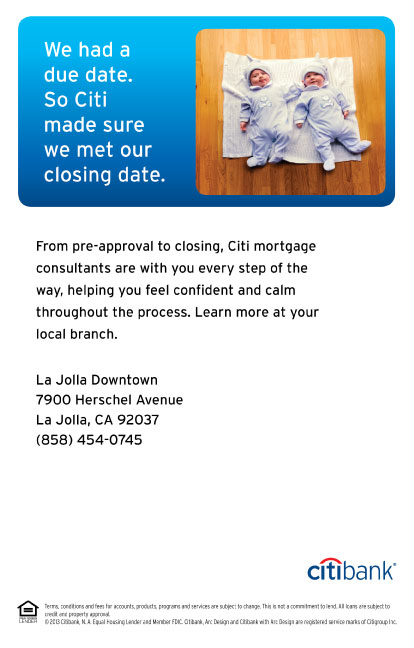 We had a
due date.
So Citi
made sure
we met our
closing date.
From pre-approval to closing, Citi mortgage
consultants are with you every step of the
way, helping you feel confident and calm
throughout the process. Learn more at your
local branch.
La Jolla Downtown
7900 Herschel Avenue
La Jolla, CA 92037
(858) 454-0745
citibank®
Terms, conditions and fees for accounts, products, programs and services are subject to change. This is not a commitment to lend. All loans are subject to
credit and property approval.
© 2013 Citibank, N. A. Equal Housing Lender and Member FDIC. Citibank, Arc Design and Citibank with Arc Design are registered service marks of Citigroup Inc.
LENDER